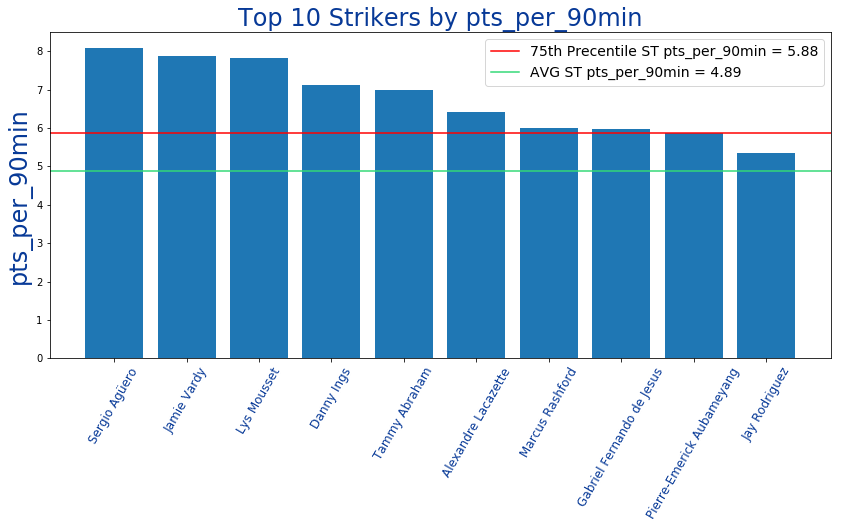 Top 10 Strikers by pts_per_90min
75th Precentile ST pts_per_90min = 5.88
AVG ST pts_per_90min = 4.89
pts_per_90min
8
7
6
5
4
3
2
1
0
Sergio Agüero
Jamie Vardy
Lys Mousset
Danny Ings
Tammy Abraham
Alexandre Lacazette
Marcus Rashford
Gabriel Fernando de Jesus
Pierre-Emerick Aubameyang
Jay Rodriguez